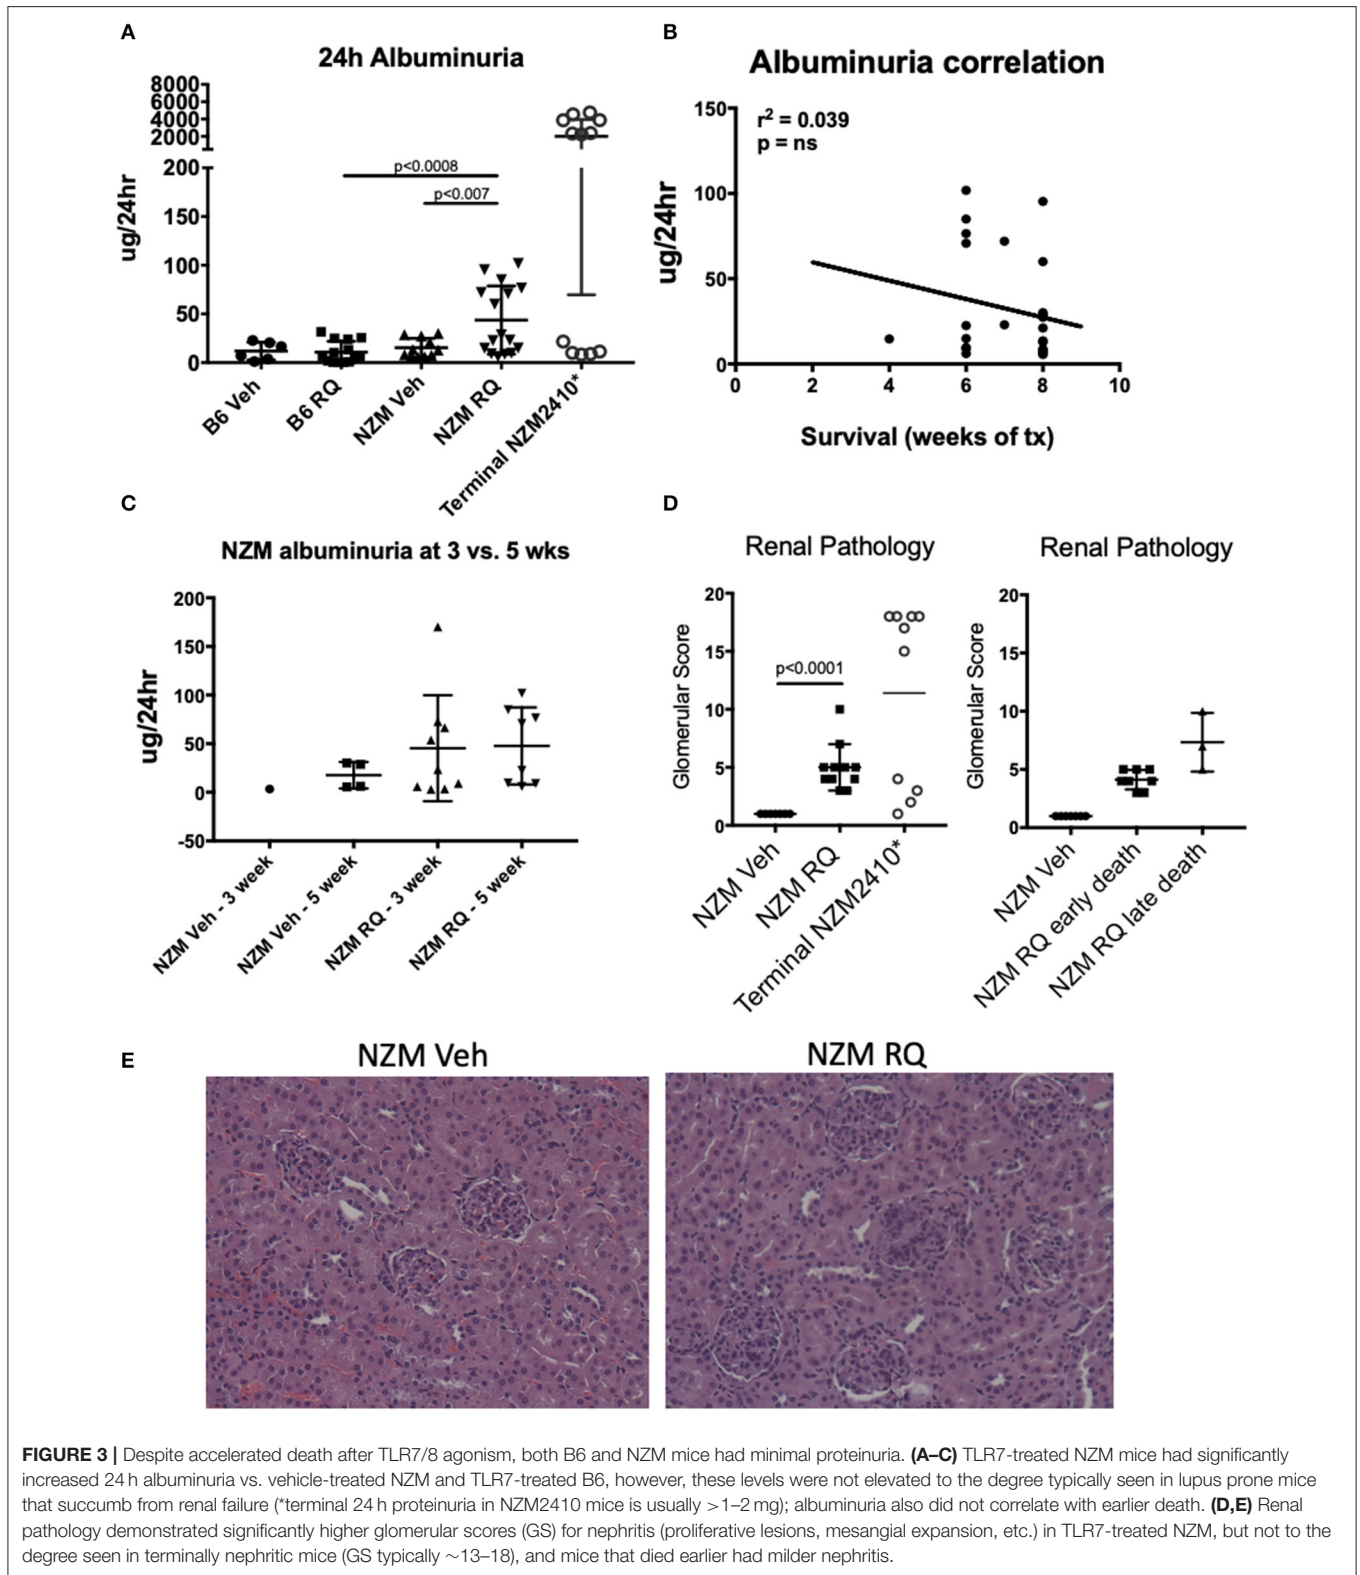 A
24h Albuminuria
8000
6000
4000
2000
200
150
100
50
0
ug/24hr
p<0.0008
p<0.007
B6 Veh
B6 RQ
NZM Veh
NZM RQ
Terminal NZM2410*
B
Albuminuria correlation
150
100
50
0
ug/24hr
r2 = 0.039
p = ns
0 2 4 6 8 10
Survival (weeks of tx)
C
NZM albuminuria at 3 vs. 5 wks
200
150
100
50
0
-50
ug/24hr
NZM Veh - 3 week
NZM Veh - 5 week
NZM RQ - 3 week
NZM RQ - 5 week
D
Renal Pathology
20
15
10
5
0
Glomerular Score
p<0.0001
NZM Veh
NZM RQ
Terminal NZM2410*
Renal Pathology
20
15
10
5
0
Glomerular Score
NZM Veh
NZM RQ early death
NZM RQ late death
E
NZM Veh
NZM RQ
FIGURE 3 | Despite accelerated death after TLR7/8 agonism, both B6 and NZM mice had minimal proteinuria. (A–C) TLR7-treated NZM mice had significantly
increased 24 h albuminuria vs. vehicle-treated NZM and TLR7-treated B6, however, these levels were not elevated to the degree typically seen in lupus prone mice
that succumb from renal failure (*terminal 24 h proteinuria in NZM2410 mice is usually >1–2 mg); albuminuria also did not correlate with earlier death. (D,E) Renal
pathology demonstrated significantly higher glomerular scores (GS) for nephritis (proliferative lesions, mesangial expansion, etc.) in TLR7-treated NZM, but not to the
degree seen in terminally nephritic mice (GS typically ∼13–18), and mice that died earlier had milder nephritis.